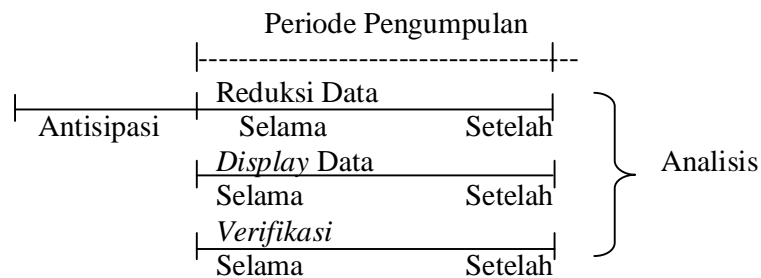 Periode Pengumpulan
Reduksi Data
Antisipasi Selama Setelah
Display Data
Analisis
Selama Setelah
Verifikasi
Selama Setelah